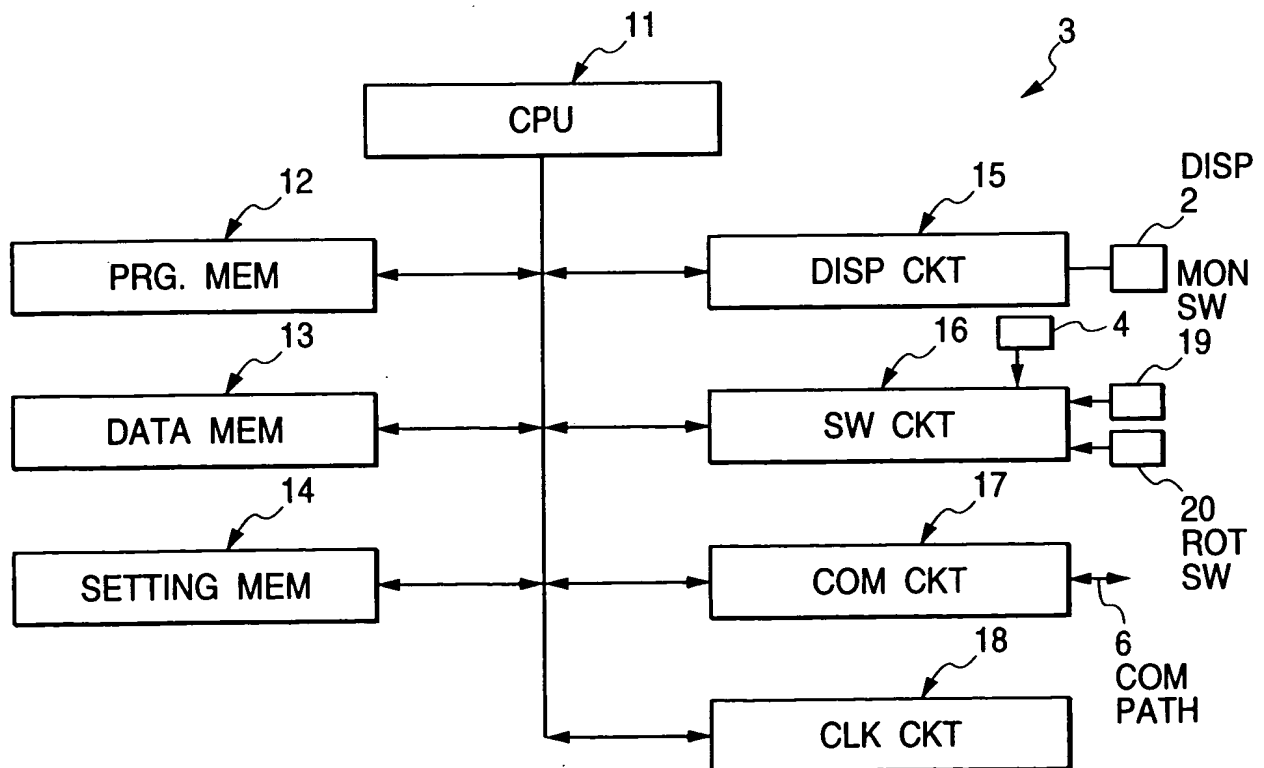 11
3
CPU
DISP
2
12
15
PRG. MEM
DISP CKT
MON
SW
4
19
13
16
DATA MEM
SW CKT
14
17
20
ROT
SW
SETTING MEM
COM CKT
6
COM
PATH
18
CLK CKT